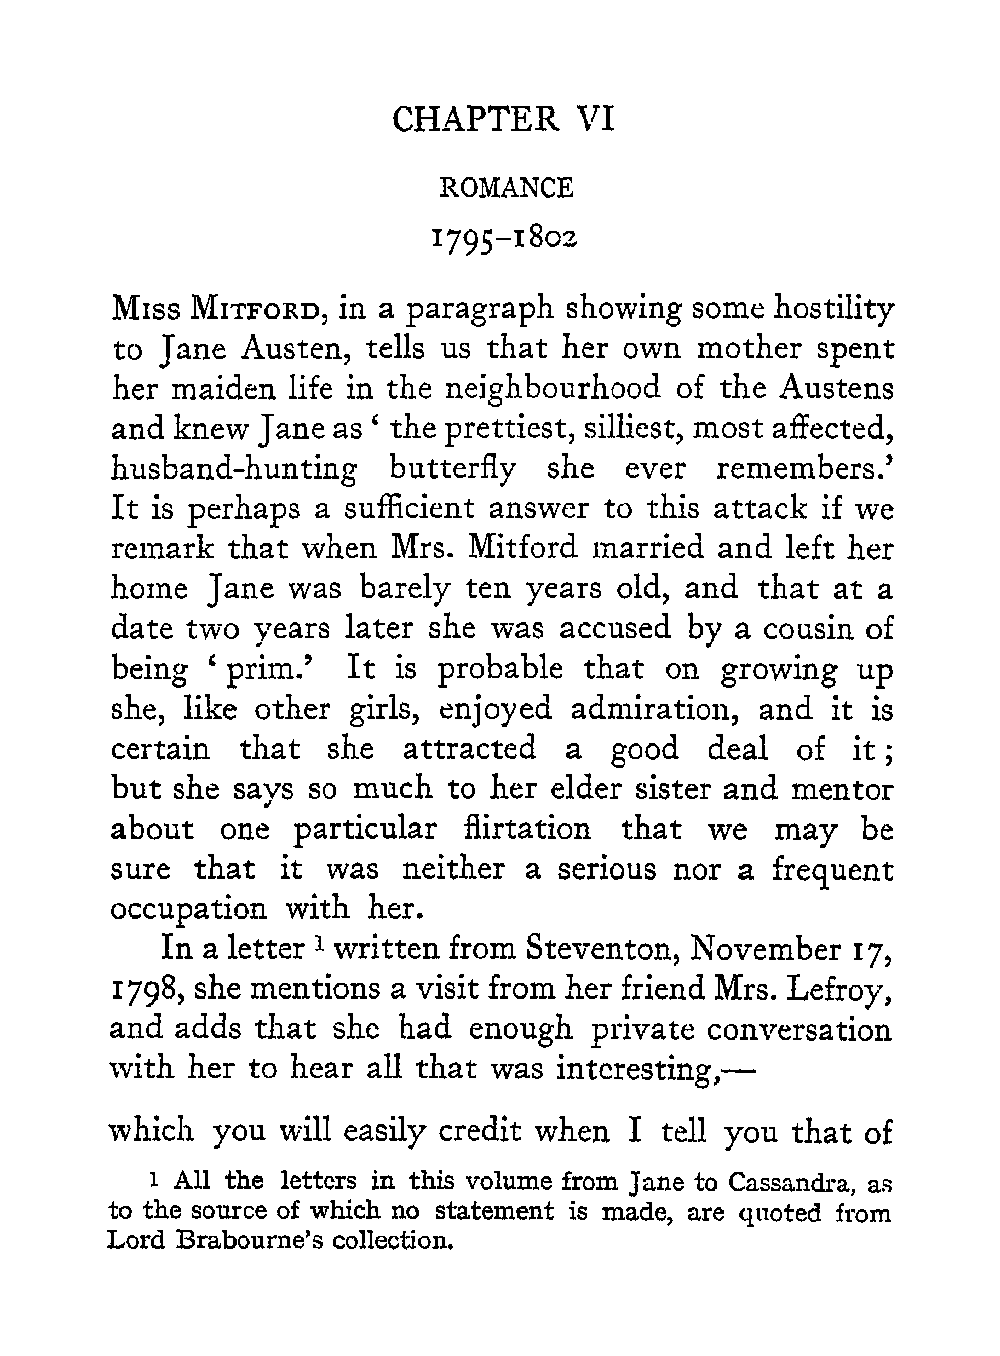 CHAPTER VI
ROMANCE
1795–1802
Miss Mitford, in a paragraph showing some hostility
to Jane Austen, tells us that her own mother spent
her maiden life in the neighbourhood of the Austens
and knew Jane as ‘ the prettiest, silliest, most affected,
husband-hunting butterfly she ever remembers.’
It is perhaps a sufficient answer to this attack if we
remark that when Mrs. Mitford married and left her
home Jane was barely ten years old, and that at a
date two years later she was accused by a cousin of
being ‘ prim.’ It is probable that on growing up
she, like other girls, enjoyed admiration, and it is
certain that she attracted a good deal of it ;
but she says so much to her elder sister and mentor
about one particular flirtation that we may be
sure that it was neither a serious nor a frequent
occupation with her.
In a letter ¹ written from Steventon, November 17,
1798, she mentions a visit from her friend Mrs. Lefroy,
and adds that she had enough private conversation
with her to hear all that was interesting,—
which you will easily credit when I tell you that of
¹ All the letters in this volume from Jane to Cassandra, as
to the source of which no statement is made, are quoted from
Lord Brabourne’s collection.